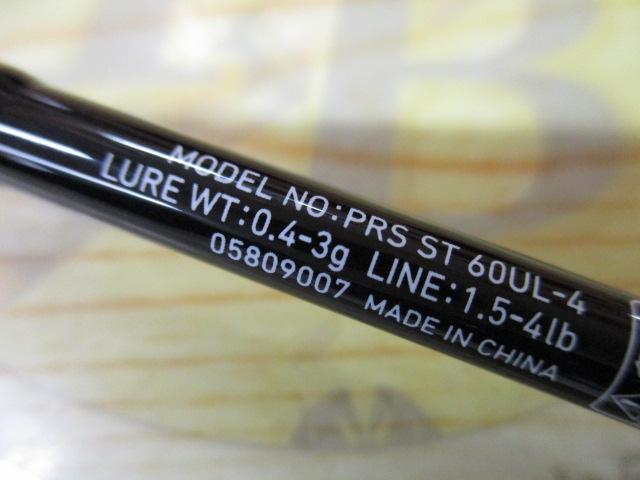 MODEL NO:PRS ST 60UL-4
LURE WT:0.4-3g LINE:1.5-4lb
05809007 MADE IN CHINA